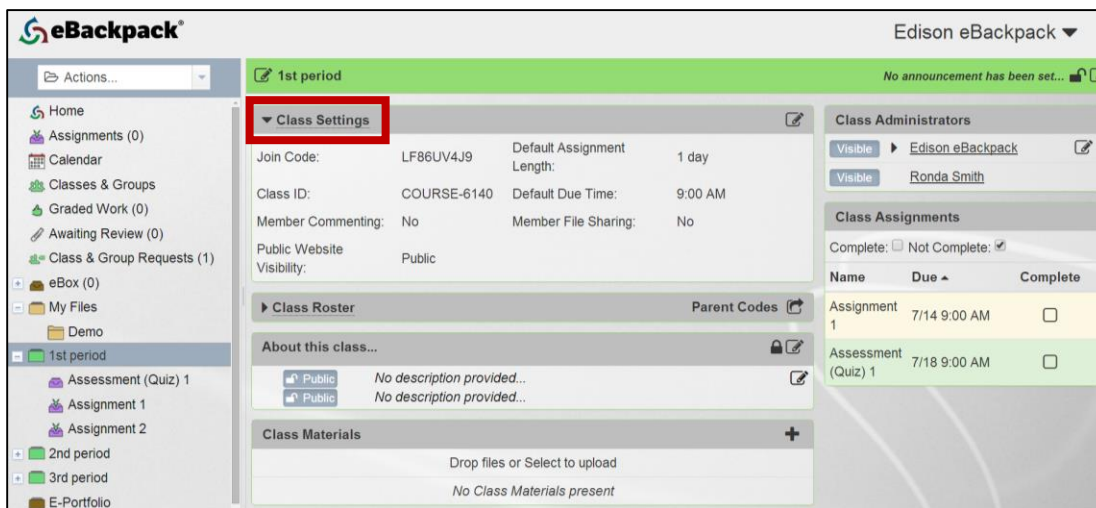 eBackpack®
Edison eBackpack
Actions...
Home
Assignments (0)
Calendar
Classes & Groups
Graded Work (0)
Awaiting Review (0)
Class & Group Requests (1)
eBox (0)
My Files
Demo
1st period
Assessment (Quiz) 1
Assignment 1
Assignment 2
2nd period
3rd period
E-Portfolio
1st period
No announcement has been set...
Class Settings
Join Code: LF86UV4J9 Default Assignment Length: 1 day
Class ID: COURSE-6140 Default Due Time: 9:00 AM
Member Commenting: No Member File Sharing: No
Public Website Visibility: Public
Class Roster Parent Codes
About this class...
Public No description provided...
Public No description provided...
Class Materials
Drop files or Select to upload
No Class Materials present
Class Administrators
Visible Edison eBackpack
Visible Ronda Smith
Class Assignments
Complete: Not Complete:
Name Due Complete
Assignment 1 7/14 9:00 AM
Assessment (Quiz) 1 7/18 9:00 AM